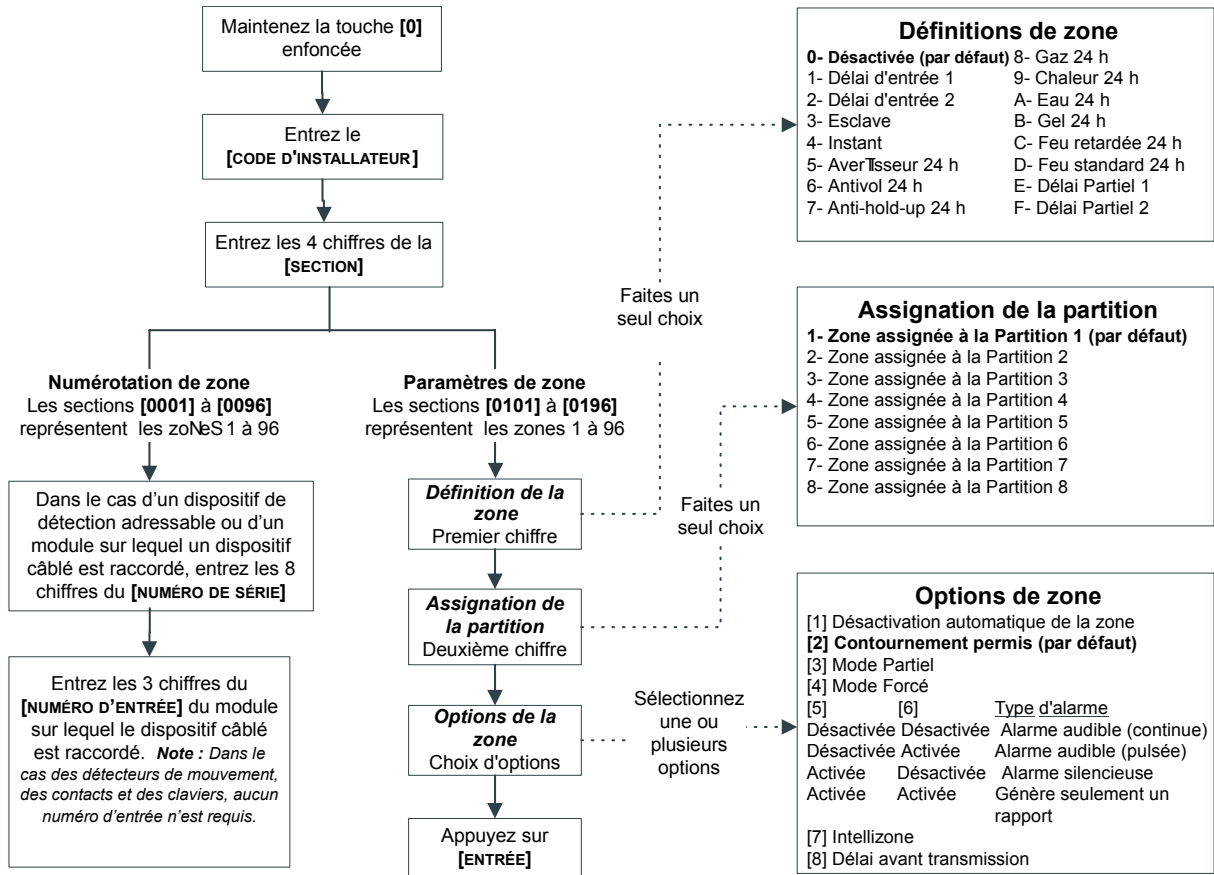 Maintenez la touche [0]
enfoncée
Entrez le
[CODE D'INSTALLATEUR]
Entrez les 4 chiffres de la
[SECTION]
Numérotation de zone
Les sections [0001] à [0096]
représentent les zoNeS 1 à 96
Dans le cas d'un dispositif de
détection adressable ou d'un
module sur lequel un dispositif
câblé est raccordé, entrez les 8
chiffres du [NUMÉRO DE SÉRIE]
Entrez les 3 chiffres du
[NUMÉRO D'ENTRÉE] du module
sur lequel le dispositif câblé
est raccordé. Note : Dans le
cas des détecteurs de mouvement,
des contacts et des claviers, aucun
numéro d'entrée n'est requis.
Paramètres de zone
Les sections [0101] à [0196]
représentent les zones 1 à 96
Définition de la
zone
Premier chiffre
Assignation de
la partition
Deuxième chiffre
Options de la
zone
Choix d'options
Appuyez sur
[ENTRÉE]
Faites un
seul choix
Faites un
seul choix
Sélectionnez
une ou
plusieurs
options
Définitions de zone
0- Désactivée (par défaut) 8- Gaz 24 h
1- Délai d'entrée 1 9- Chaleur 24 h
2- Délai d'entrée 2 A- Eau 24 h
3- Esclave B- Gel 24 h
4- Instant C- Feu retardée 24 h
5- AverTsseur 24 h D- Feu standard 24 h
6- Antivol 24 h E- Délai Partiel 1
7- Anti-hold-up 24 h F- Délai Partiel 2
Assignation de la partition
1- Zone assignée à la Partition 1 (par défaut)
2- Zone assignée à la Partition 2
3- Zone assignée à la Partition 3
4- Zone assignée à la Partition 4
5- Zone assignée à la Partition 5
6- Zone assignée à la Partition 6
7- Zone assignée à la Partition 7
8- Zone assignée à la Partition 8
Options de zone
[1] Désactivation automatique de la zone
[2] Contournement permis (par défaut)
[3] Mode Partiel
[4] Mode Forcé
[5] [6] Type d'alarme
Désactivée Désactivée Alarme audible (continue)
Désactivée Activée Alarme audible (pulsée)
Activée Désactivée Alarme silencieuse
Activée Activée Génère seulement un
rapport
[7] Intellizone
[8] Délai avant transmission